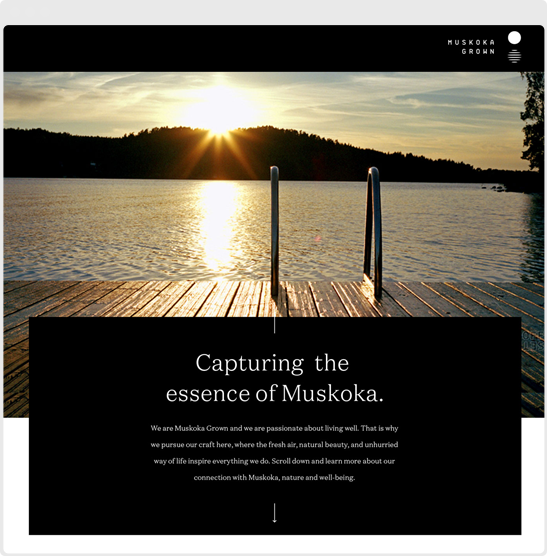 MUSKOKA
GROWN
Capturing the
essence of Muskoka.
We are Muskoka Grown and we are passionate about living well. That is why
we pursue our craft here, where the fresh air, natural beauty, and unhurried
way of life inspire everything we do. Scroll down and learn more about our
connection with Muskoka, nature and well-being.